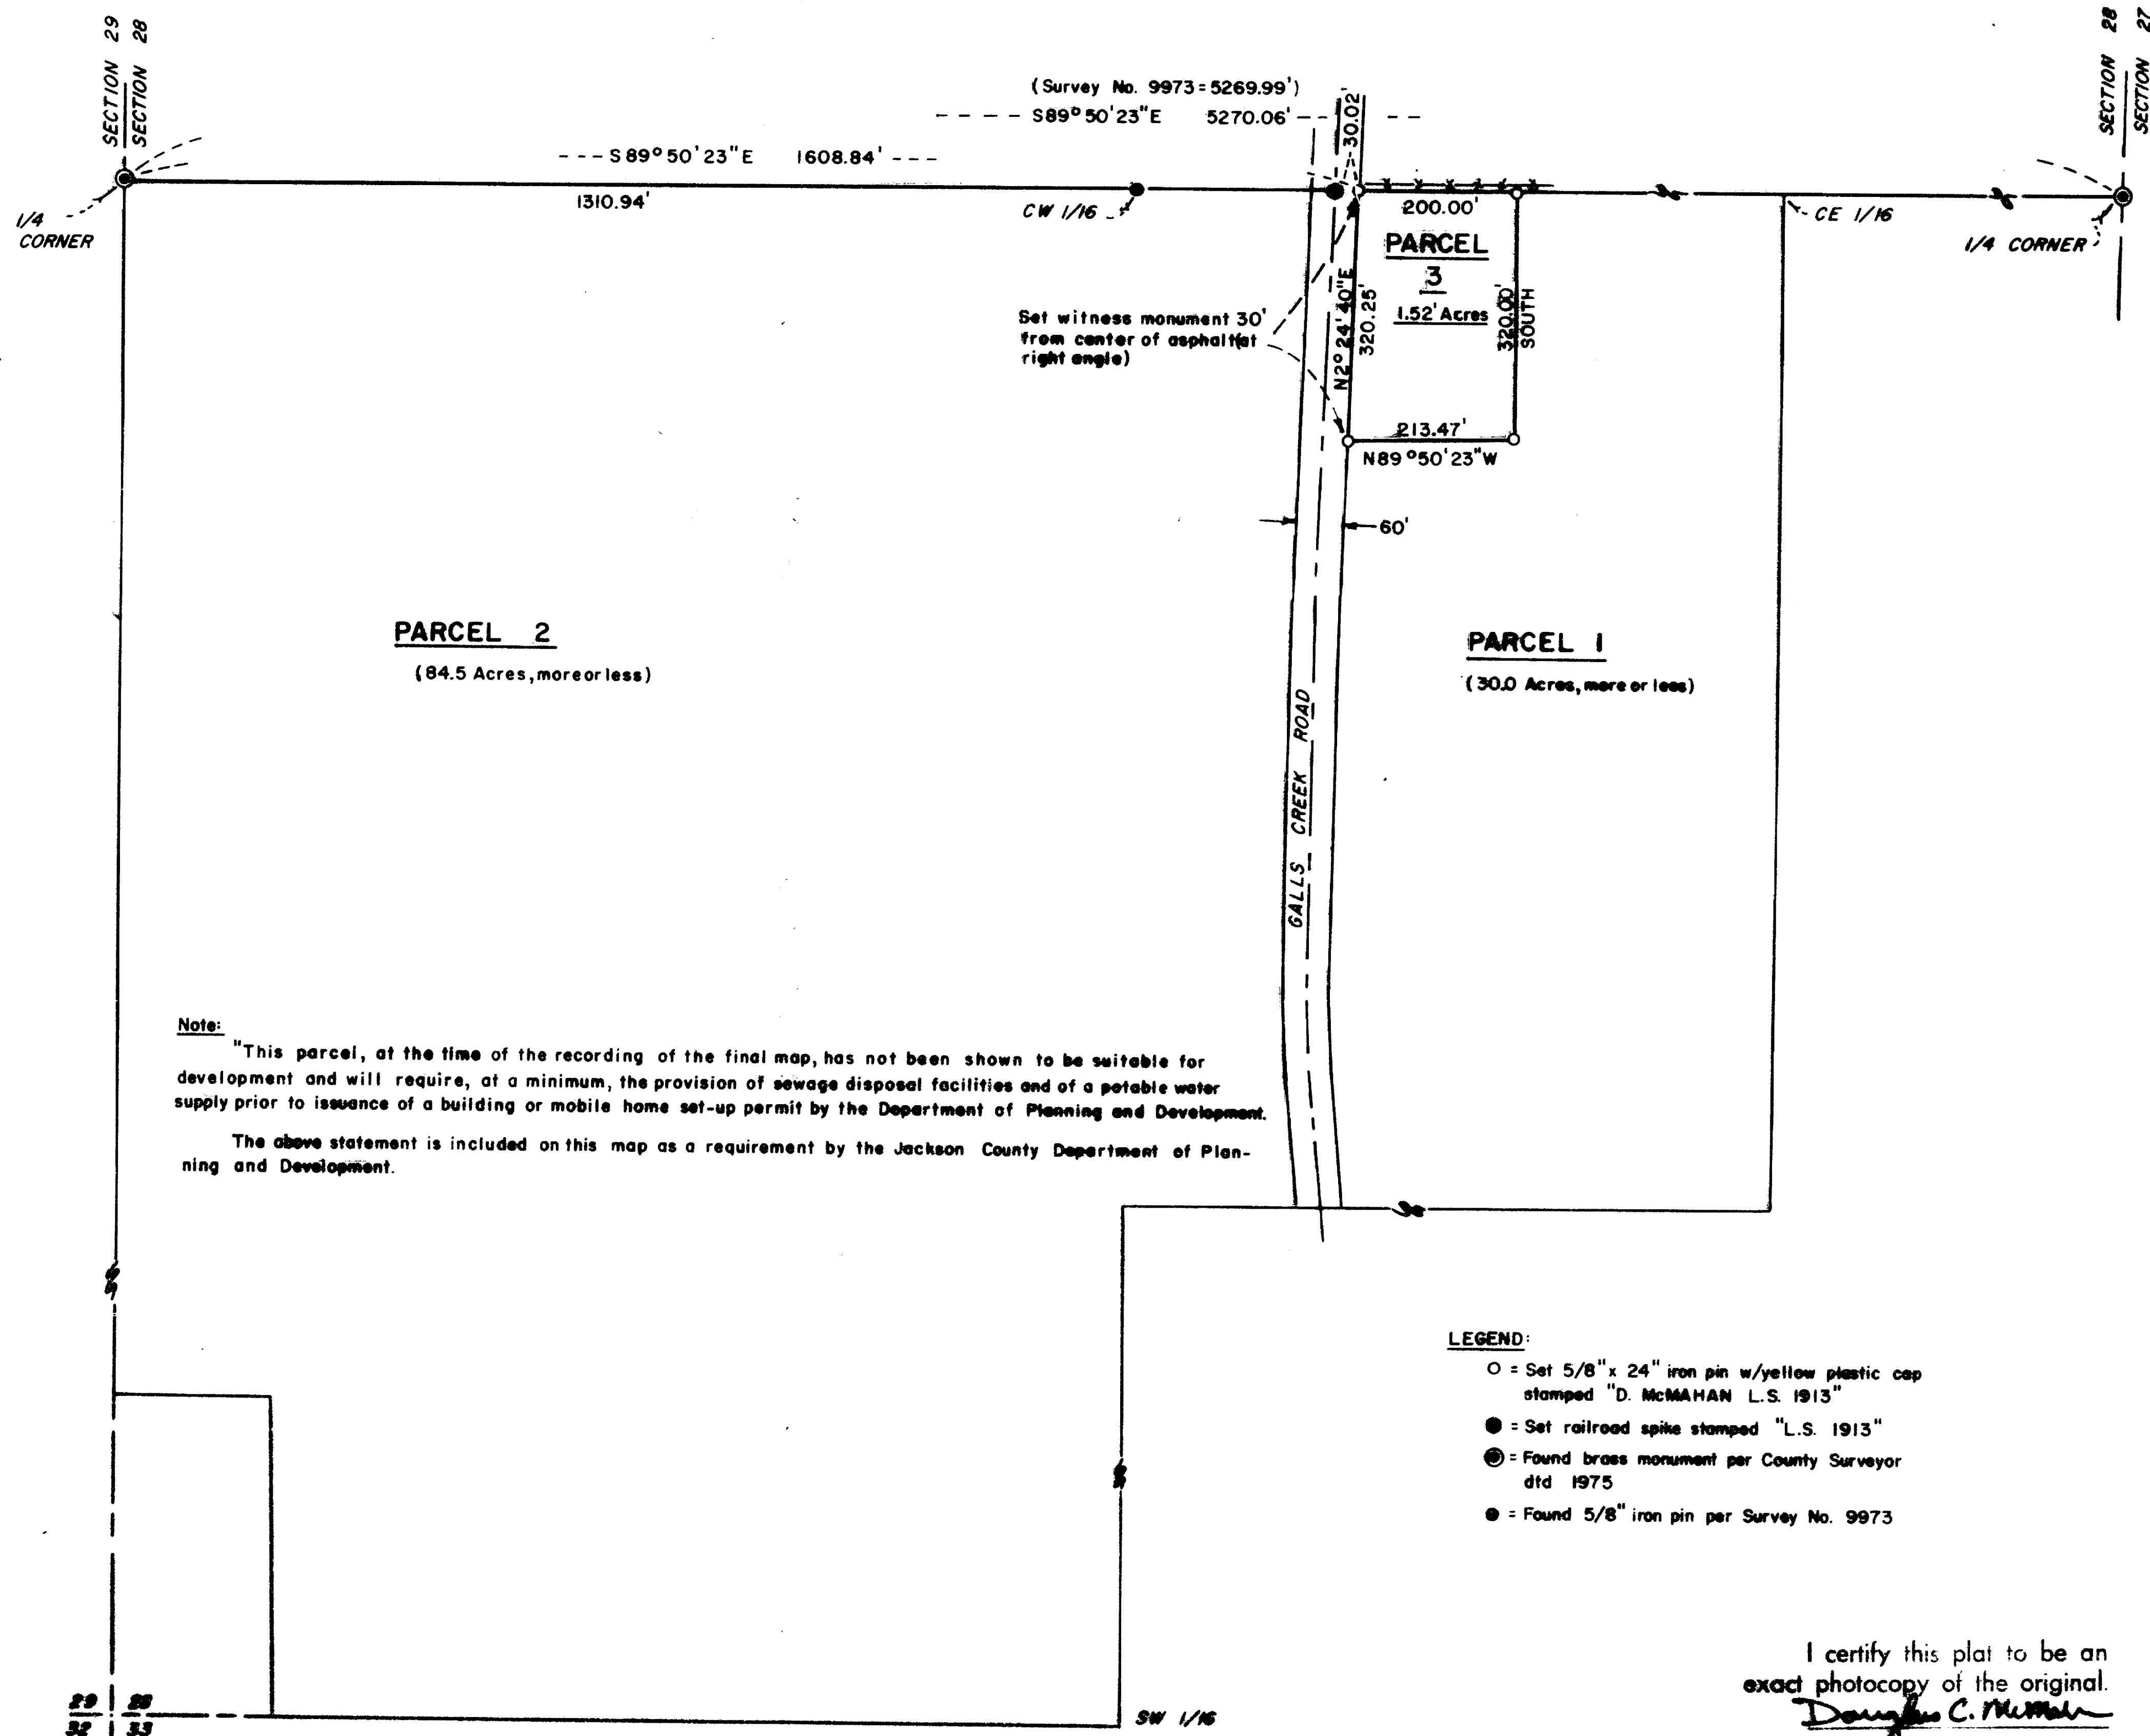 SECTION 29
SECTION 28
SECTION 28
SECTION 27
(Survey No. 9973 = 5269.99')
S89°50'23"E 5270.06'
30.02'
S89°50'23"E 1608.84'
1310.94'
1/4
CORNER
CW 1/16
200.00'
CE 1/16
1/4 CORNER
PARCEL
3
1.52' Acres
N2°24'40"E
320.25'
320.00'
SOUTH
Set witness monument 30'
from center of asphalt(at
right angle)
213.47'
N89°50'23"W
60'
PARCEL 2
(84.5 Acres, more or less)
PARCEL 1
(30.0 Acres, more or less)
GALLS CREEK ROAD
Note:
"This parcel, at the time of the recording of the final map, has not been shown to be suitable for
development and will require, at a minimum, the provision of sewage disposal facilities and of a potable water
supply prior to issuance of a building or mobile home set-up permit by the Department of Planning and Development.
The above statement is included on this map as a requirement by the Jackson County Department of Plan-
ning and Development.
LEGEND:
= Set 5/8" x 24" iron pin w/yellow plastic cap
stamped "D. McMAHAN L.S. 1913"
= Set railroad spike stamped "L.S. 1913"
= Found brass monument per County Surveyor
dtd 1975
= Found 5/8" iron pin per Survey No. 9973
29 28
32 33
SW 1/16
I certify this plat to be an
exact photocopy of the original.
Douglas C. McMahan